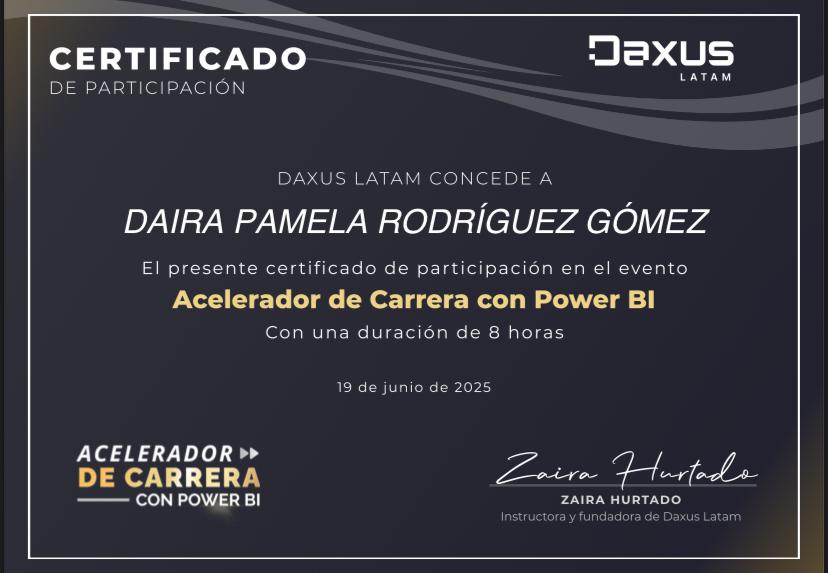 CERTIFICADO
DE PARTICIPACIÓN
Daxus
LATAM
DAXUS LATAM CONCEDE A
DAIRA PAMELA RODRÍGUEZ GÓMEZ
El presente certificado de participación en el evento
Acelerador de Carrera con Power BI
Con una duración de 8 horas
19 de junio de 2025
ACELERADOR
DE CARRERA
CON POWER BI
Zaira Hurtado
ZAIRA HURTADO
Instructora y fundadora de Daxus Latam